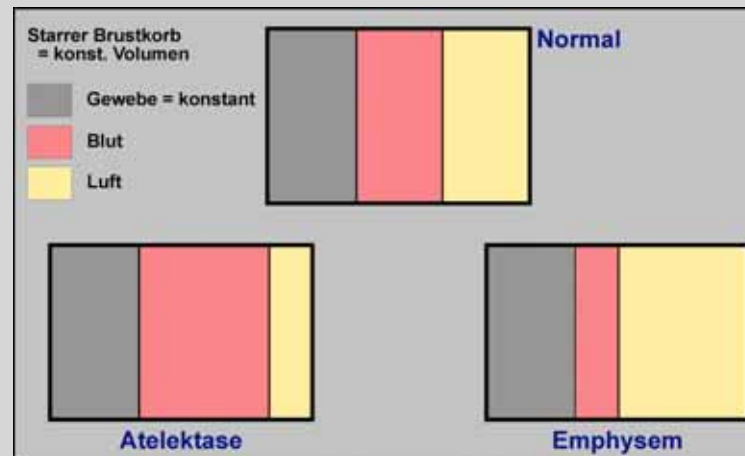 Starrer Brustkorb
= konst. Volumen
Normal
Gewebe = konstant
Blut
Luft
Atelektase
Emphysem